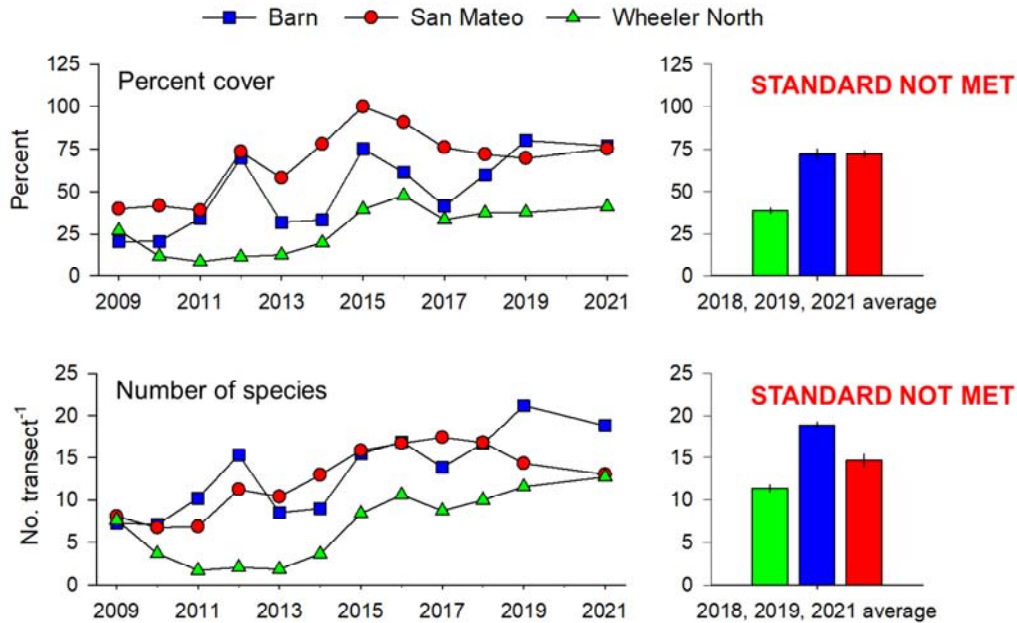 Barn San Mateo Wheeler North
Percent cover
Percent
125
100
75
50
25
0
2009 2011 2013 2015 2017 2019 2021
STANDARD NOT MET
125
100
75
50
25
0
2018, 2019, 2021 average
Number of species
No. transect⁻¹
25
20
15
10
5
0
2009 2011 2013 2015 2017 2019 2021
STANDARD NOT MET
25
20
15
10
5
0
2018, 2019, 2021 average